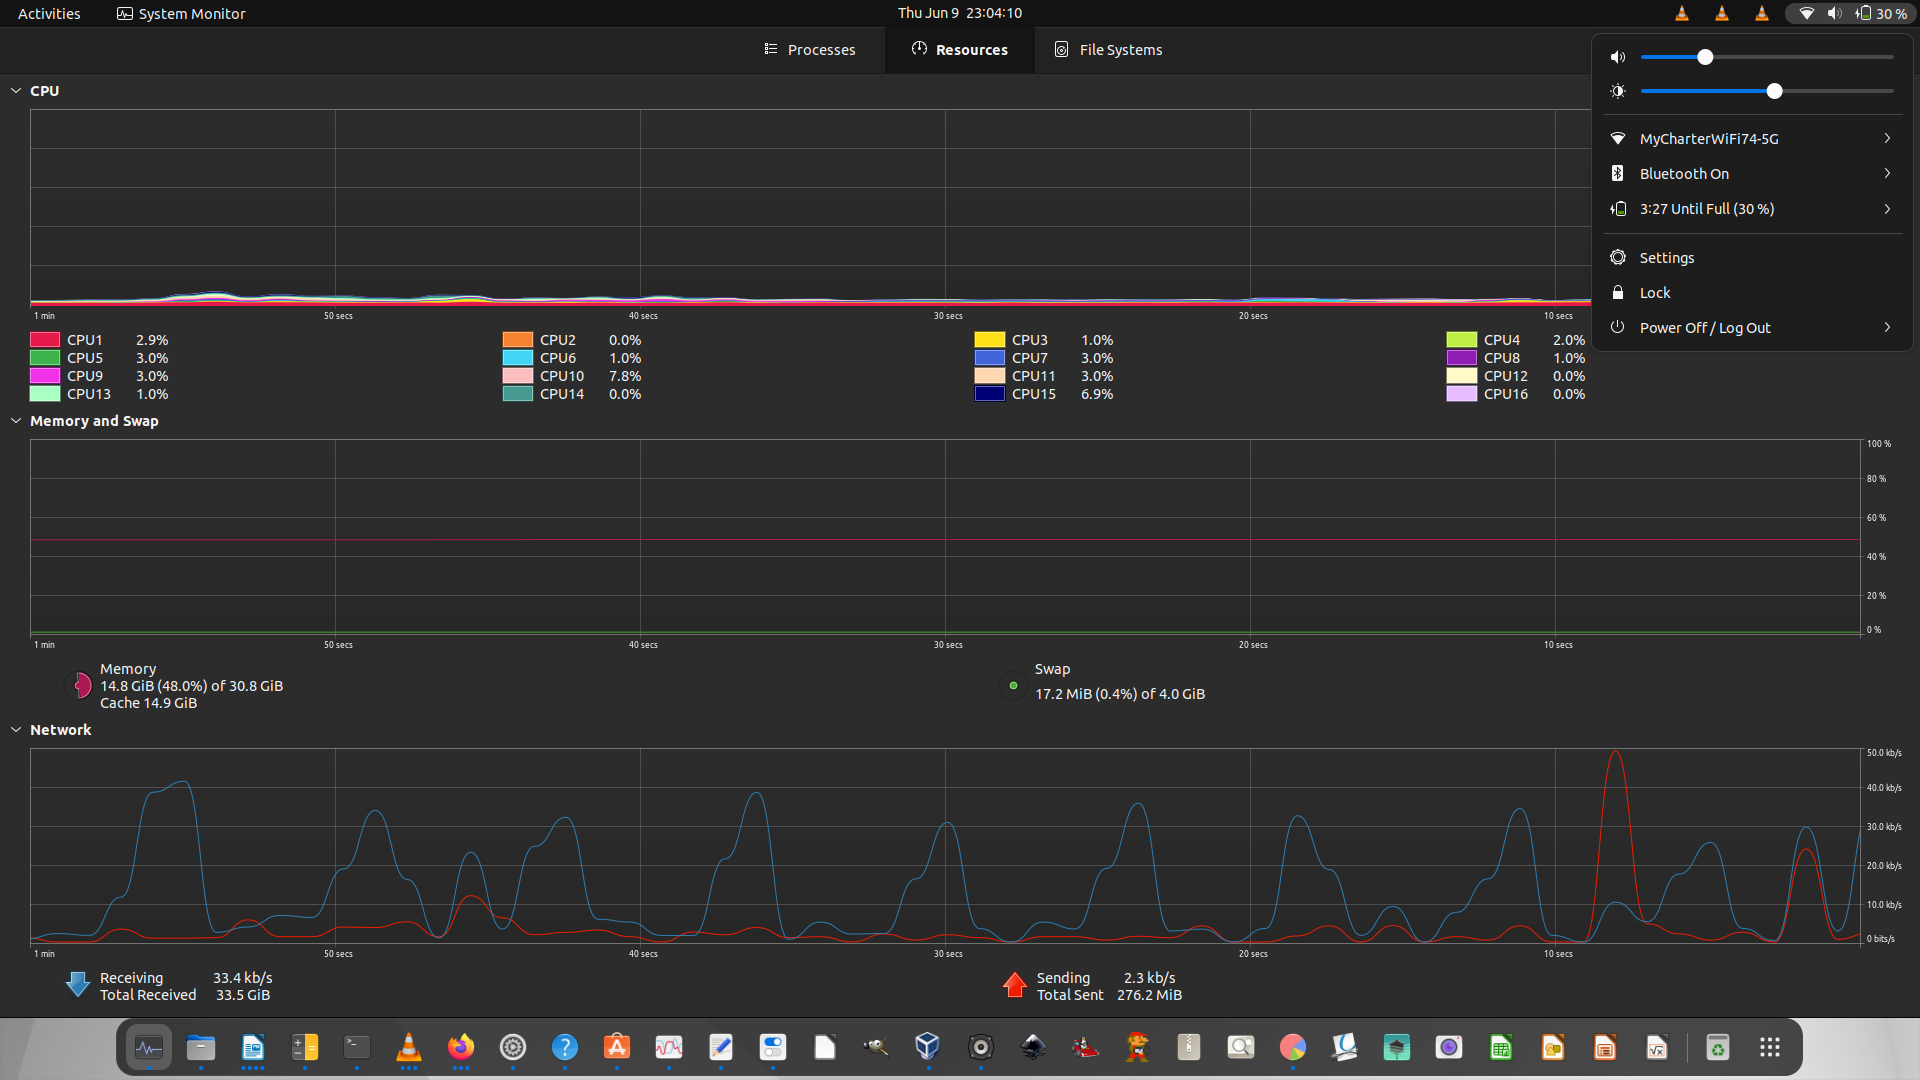 Activities
System Monitor
Thu Jun 9 23:04:10
30 %
Processes
Resources
File Systems
MyCharterWiFi74-5G
Bluetooth On
3:27 Until Full (30 %)
Settings
Lock
Power Off / Log Out
CPU
1 min 50 secs 40 secs 30 secs 20 secs 10 secs
CPU1 2.9% CPU2 0.0% CPU3 1.0% CPU4 2.0%
CPU5 3.0% CPU6 1.0% CPU7 3.0% CPU8 1.0%
CPU9 3.0% CPU10 7.8% CPU11 3.0% CPU12 0.0%
CPU13 1.0% CPU14 0.0% CPU15 6.9% CPU16 0.0%
Memory and Swap
100 %
80 %
60 %
40 %
20 %
0 %
1 min 50 secs 40 secs 30 secs 20 secs 10 secs
Memory
14.8 GiB (48.0%) of 30.8 GiB
Cache 14.9 GiB
Swap
17.2 MiB (0.4%) of 4.0 GiB
Network
50.0 kb/s
40.0 kb/s
30.0 kb/s
20.0 kb/s
10.0 kb/s
0 bits/s
1 min 50 secs 40 secs 30 secs 20 secs 10 secs
Receiving 33.4 kb/s
Total Received 33.5 GiB
Sending 2.3 kb/s
Total Sent 276.2 MiB